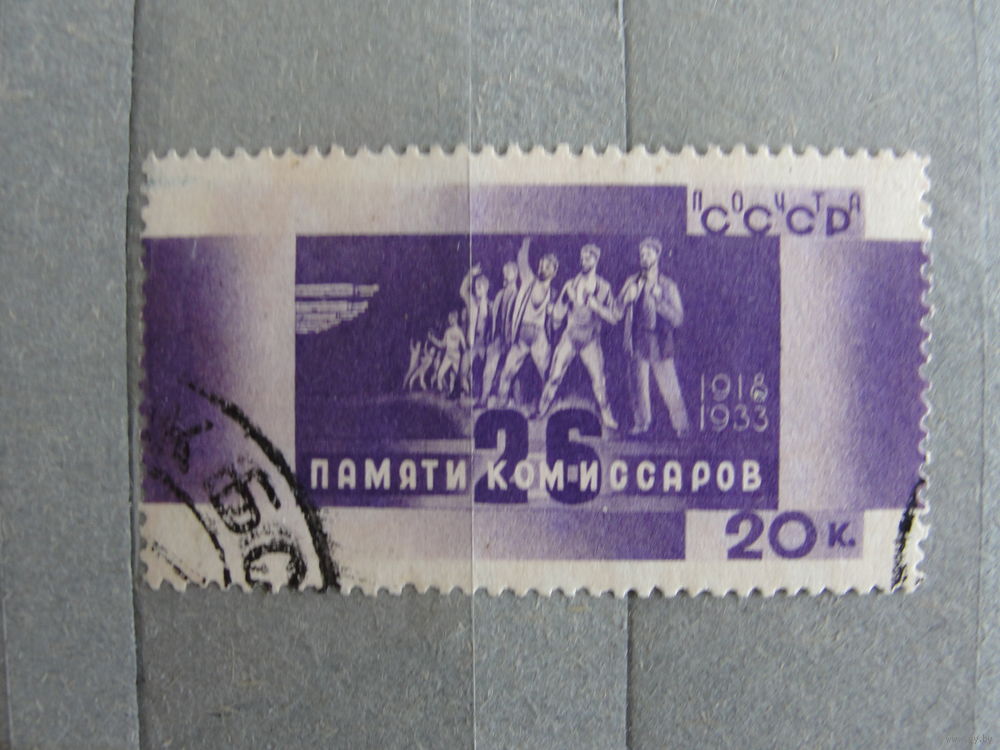 ПОЧТА
СССР
1918
1933
26
ПАМЯТИ КОМИССАРОВ
20 К.